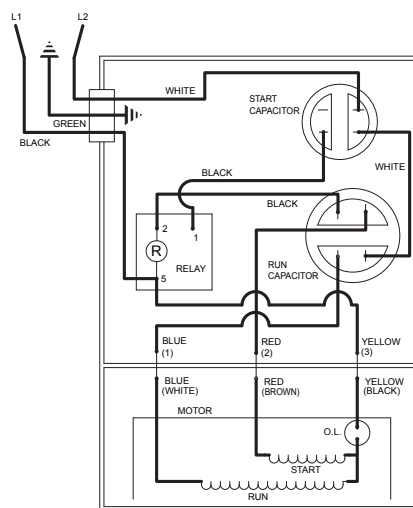 L1
L2
WHITE
START
CAPACITOR
GREEN
BLACK
WHITE
BLACK
BLACK
2
1
R
RELAY
5
RUN
CAPACITOR
BLUE
(1)
RED
(2)
YELLOW
(3)
BLUE
(WHITE)
RED
(BROWN)
YELLOW
(BLACK)
MOTOR
O.L.
START
RUN